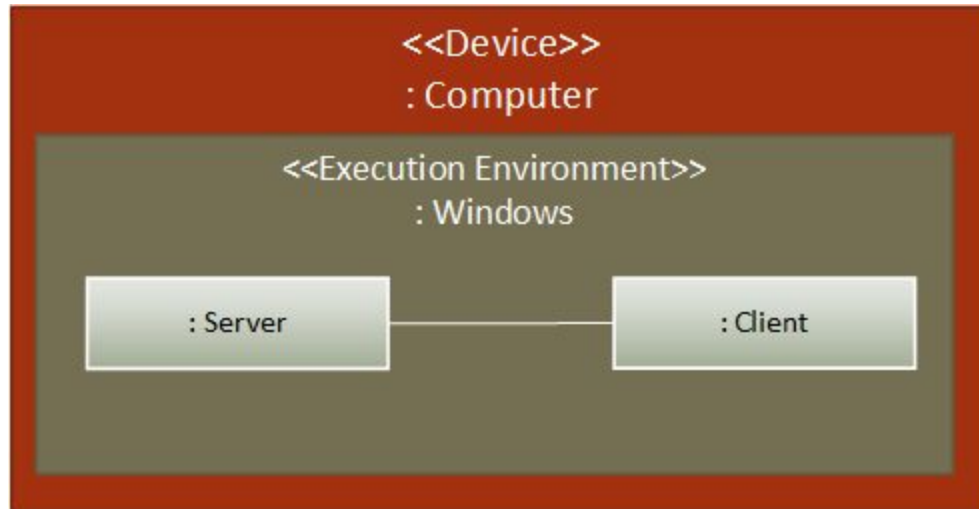 <<Device>>
: Computer
<<Execution Environment>>
: Windows
: Server
: Client